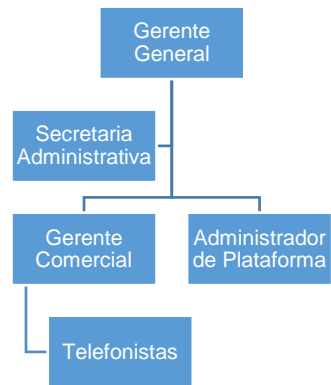 Gerente
General
Secretaria
Administrativa
Gerente
Comercial
Administrador
de Plataforma
Telefonistas